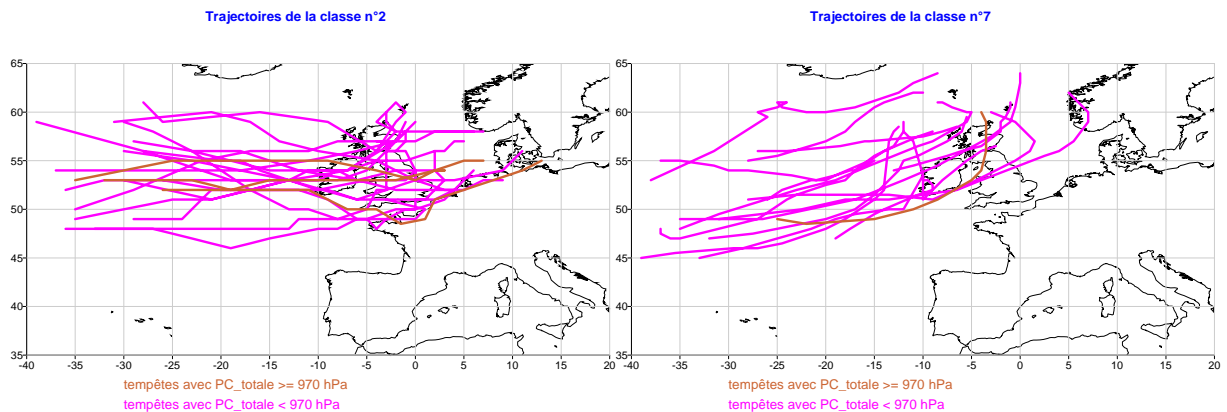 Trajectoires de la classe n°2
65
60
55
50
45
40
35
-40 -35 -30 -25 -20 -15 -10 -5 0 5 10 15 20
tempêtes avec PC_totale >= 970 hPa
tempêtes avec PC_totale < 970 hPa
Trajectoires de la classe n°7
65
60
55
50
45
40
35
-40 -35 -30 -25 -20 -15 -10 -5 0 5 10 15 20
tempêtes avec PC_totale >= 970 hPa
tempêtes avec PC_totale < 970 hPa